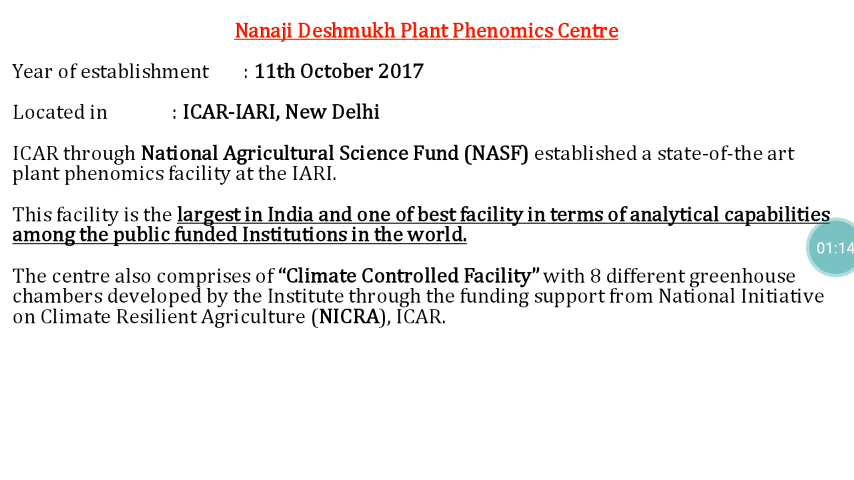 Nanaji Deshmukh Plant Phenomics Centre
Year of establishment : 11th October 2017
Located in : ICAR-IARI, New Delhi
ICAR through National Agricultural Science Fund (NASF) established a state-of-the art
plant phenomics facility at the IARI.
This facility is the largest in India and one of best facility in terms of analytical capabilities
among the public funded Institutions in the world.
01:14
The centre also comprises of “Climate Controlled Facility” with 8 different greenhouse
chambers developed by the Institute through the funding support from National Initiative
on Climate Resilient Agriculture (NICRA), ICAR.